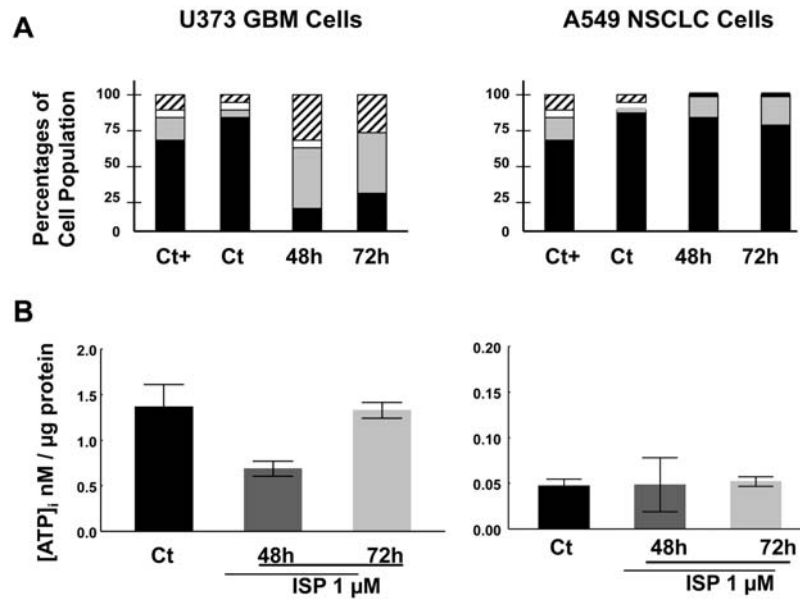 A
U373 GBM Cells
A549 NSCLC Cells
Percentages of
Cell Population
100
75
50
25
0
Ct+ Ct 48h 72h
100
75
50
25
0
Ct+ Ct 48h 72h
B
[ATP]i nM / µg protein
2.0
1.5
1.0
0.5
0.0
Ct 48h 72h
ISP 1 µM
0.20
0.15
0.10
0.05
0.00
Ct 48h 72h
ISP 1 µM